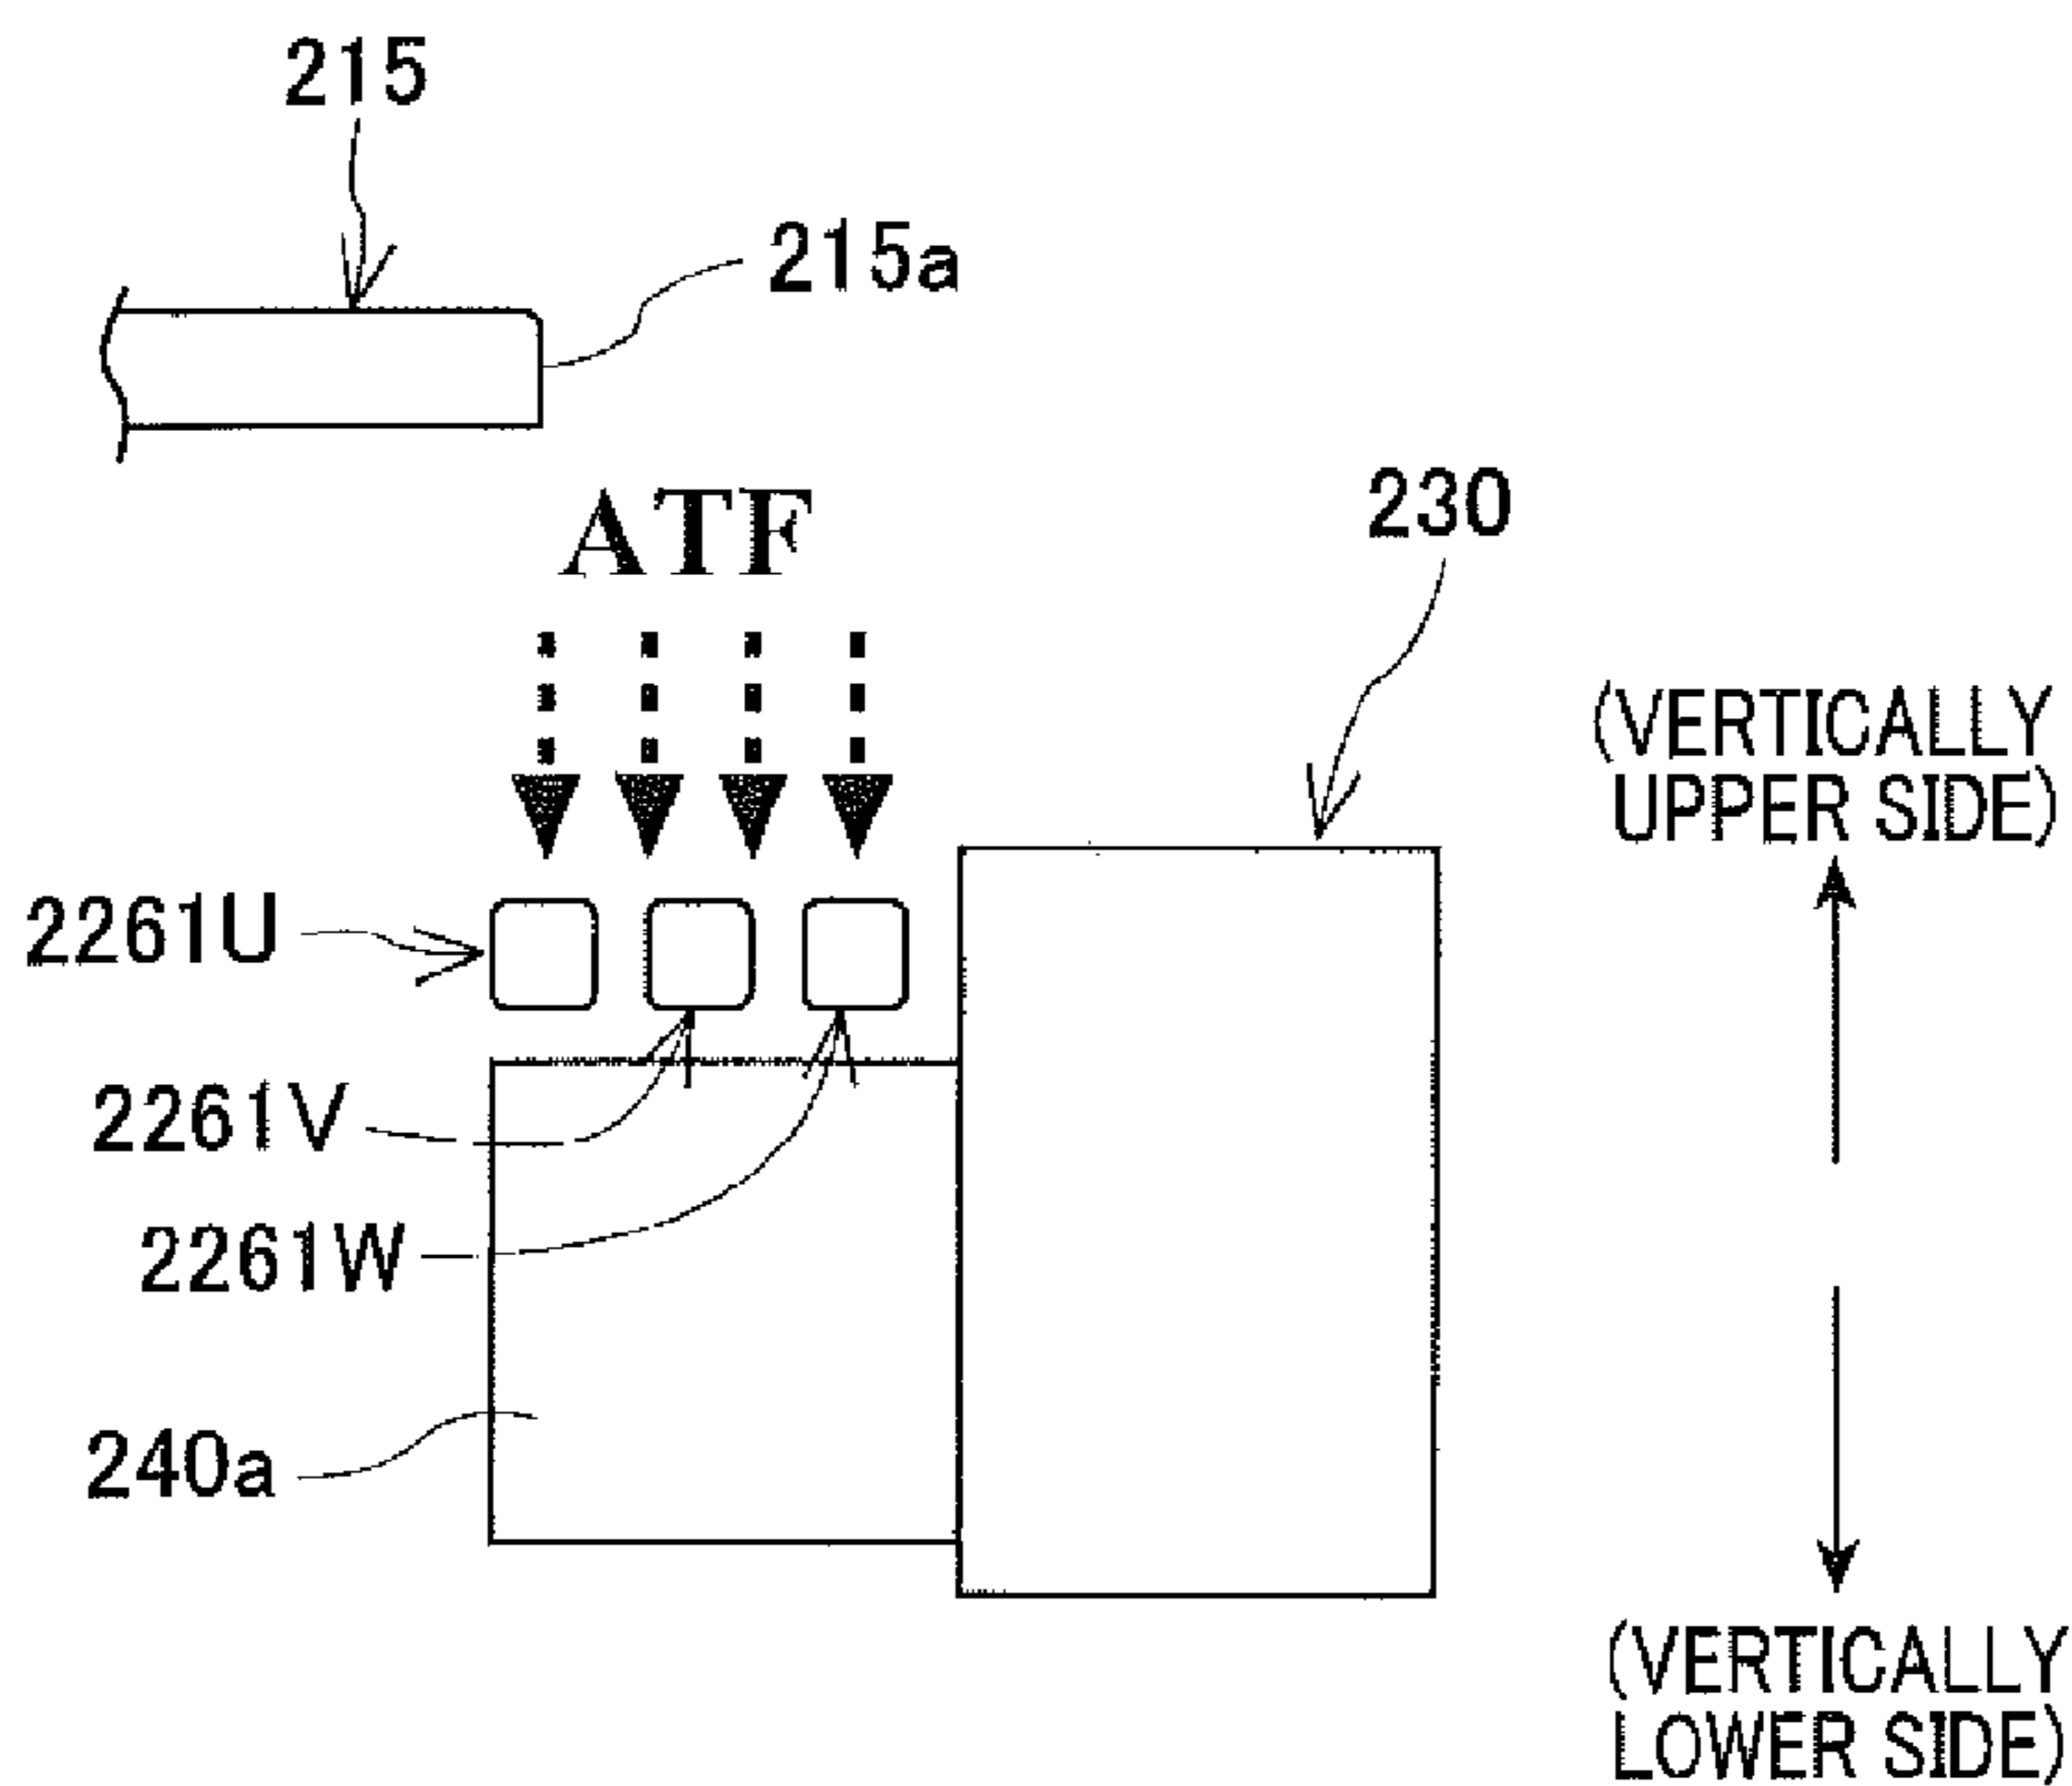 215
215a
ATF
230
(VERTICALLY
UPPER SIDE)
2261U
2261V
2261W
240a
(VERTICALLY
LOWER SIDE)